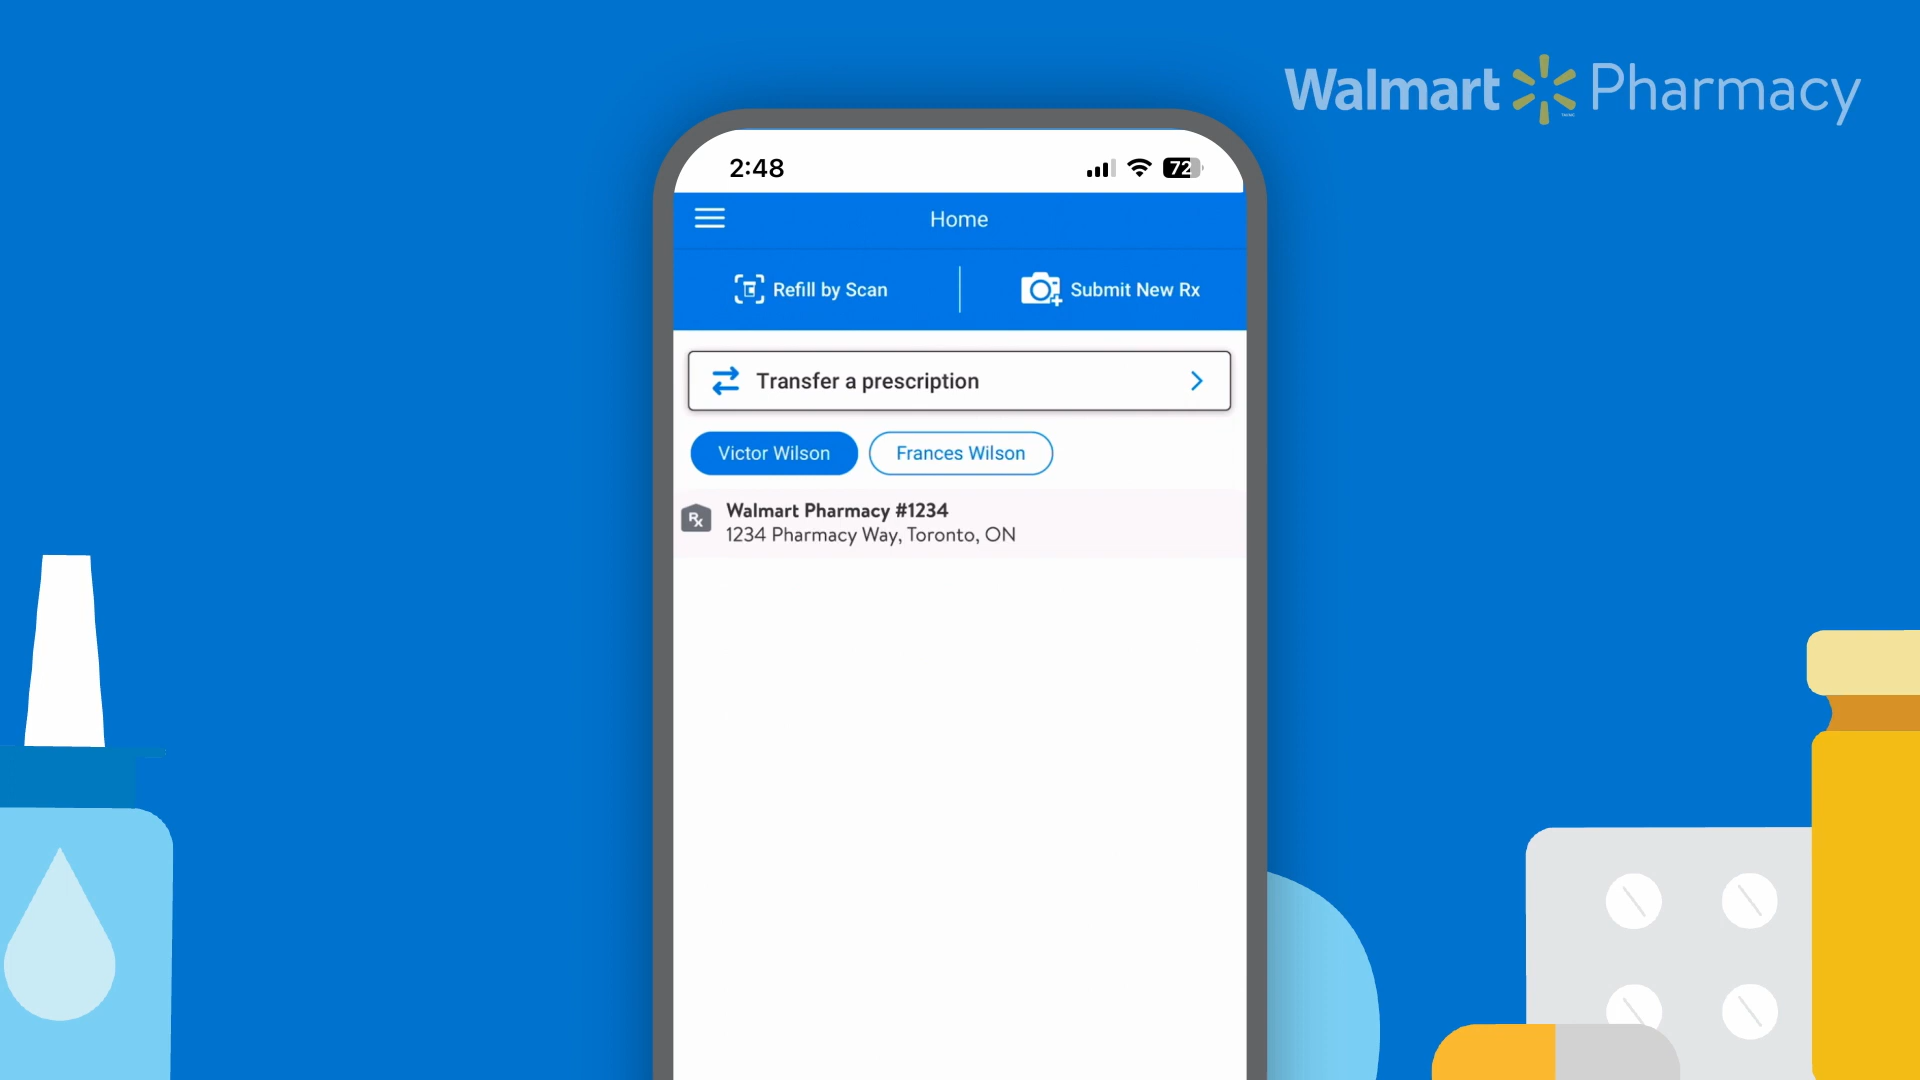 Walmart Pharmacy
2:48
72
Home
Refill by Scan
Submit New Rx
Transfer a prescription
Victor Wilson
Frances Wilson
Rx
Walmart Pharmacy #1234
1234 Pharmacy Way, Toronto, ON